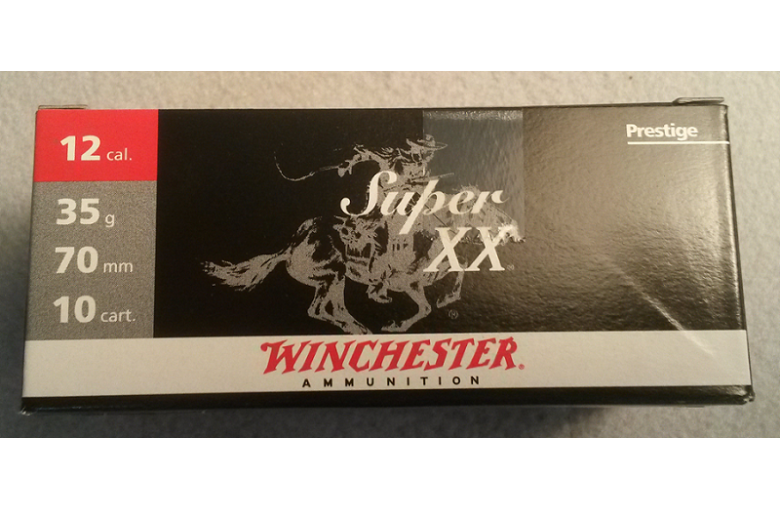 12 cal.
35 g
70 mm
10 cart.
Super
XX
Prestige
WINCHESTER®
AMMUNITION